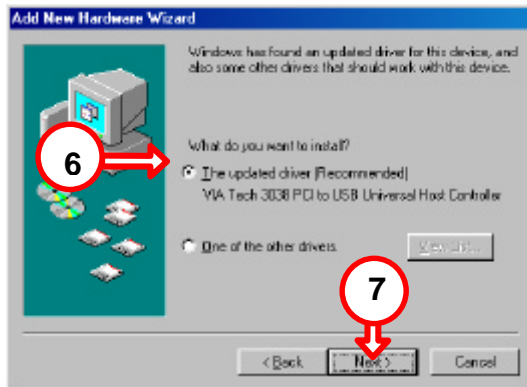 Add New Hardware Wizard
Windows has found an updated driver for this device, and
also some other drivers that should work with this device.
What do you want to install?
6
The updated driver (Recommended)
VIA Tech 3038 PCI to USB Universal Host Controller
One of the other drivers.
View List...
7
< Back
Next >
Cancel